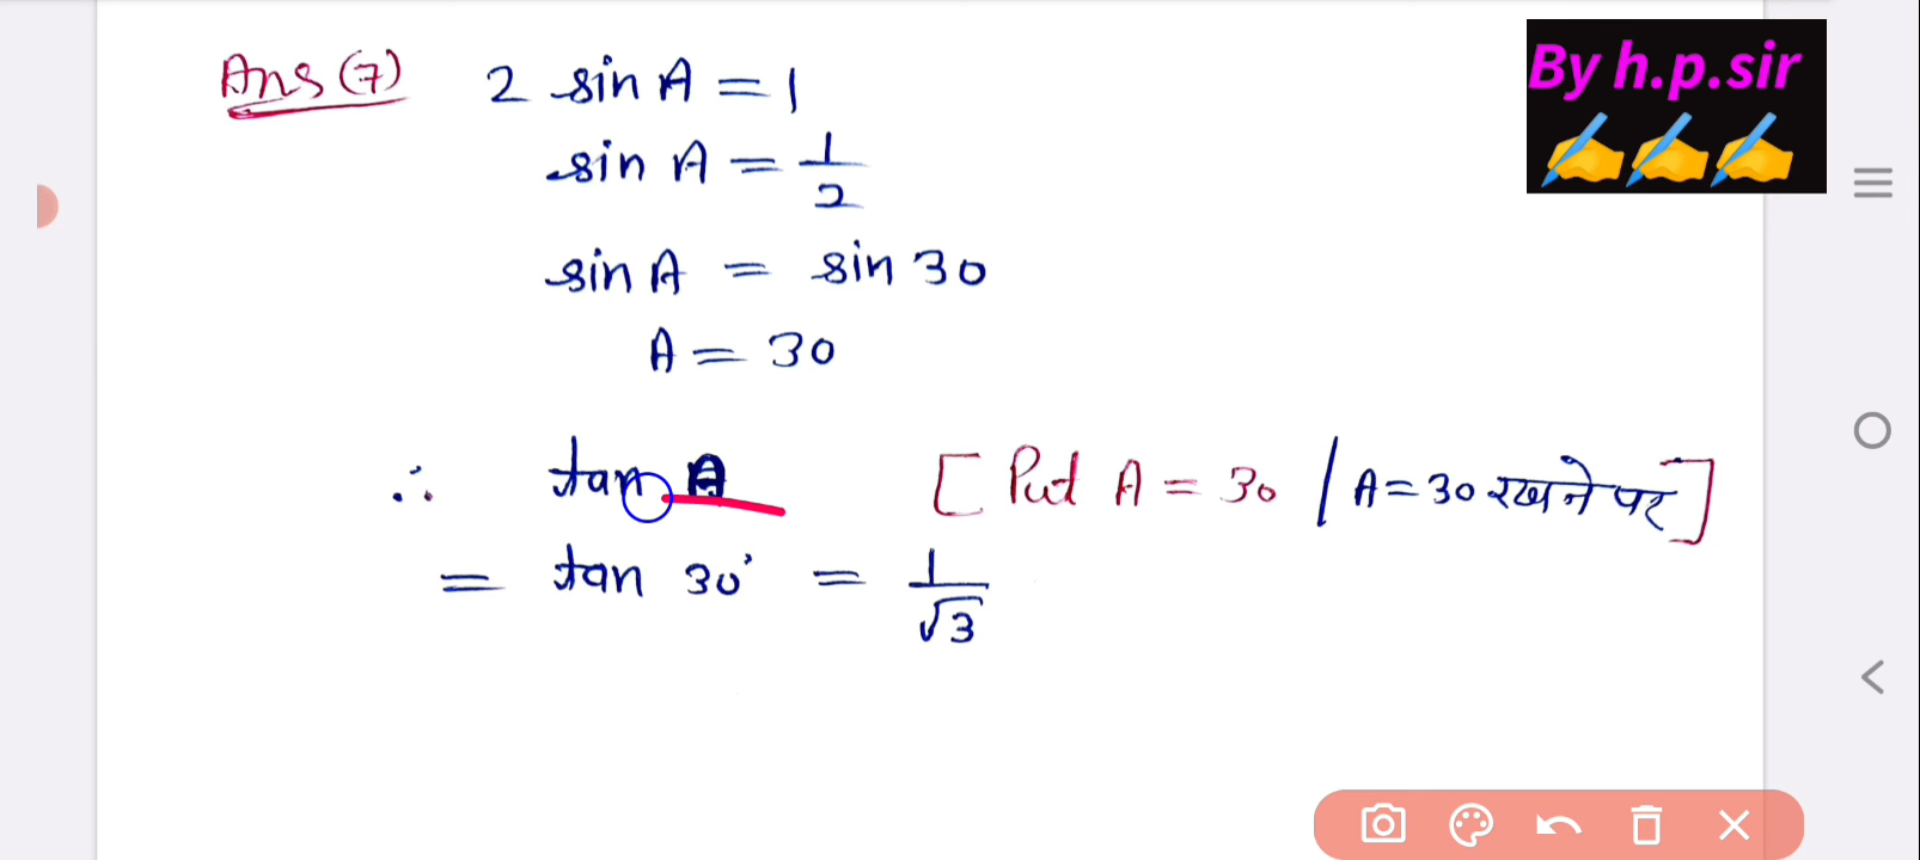 Ans (7) 2 sin A = 1
By h.p.sir
sin A = 1/2
sin A = sin 30
A = 30
∴ tan A [ Put A = 30 / A = 30 रखने पर ]
= tan 30° = 1/√3